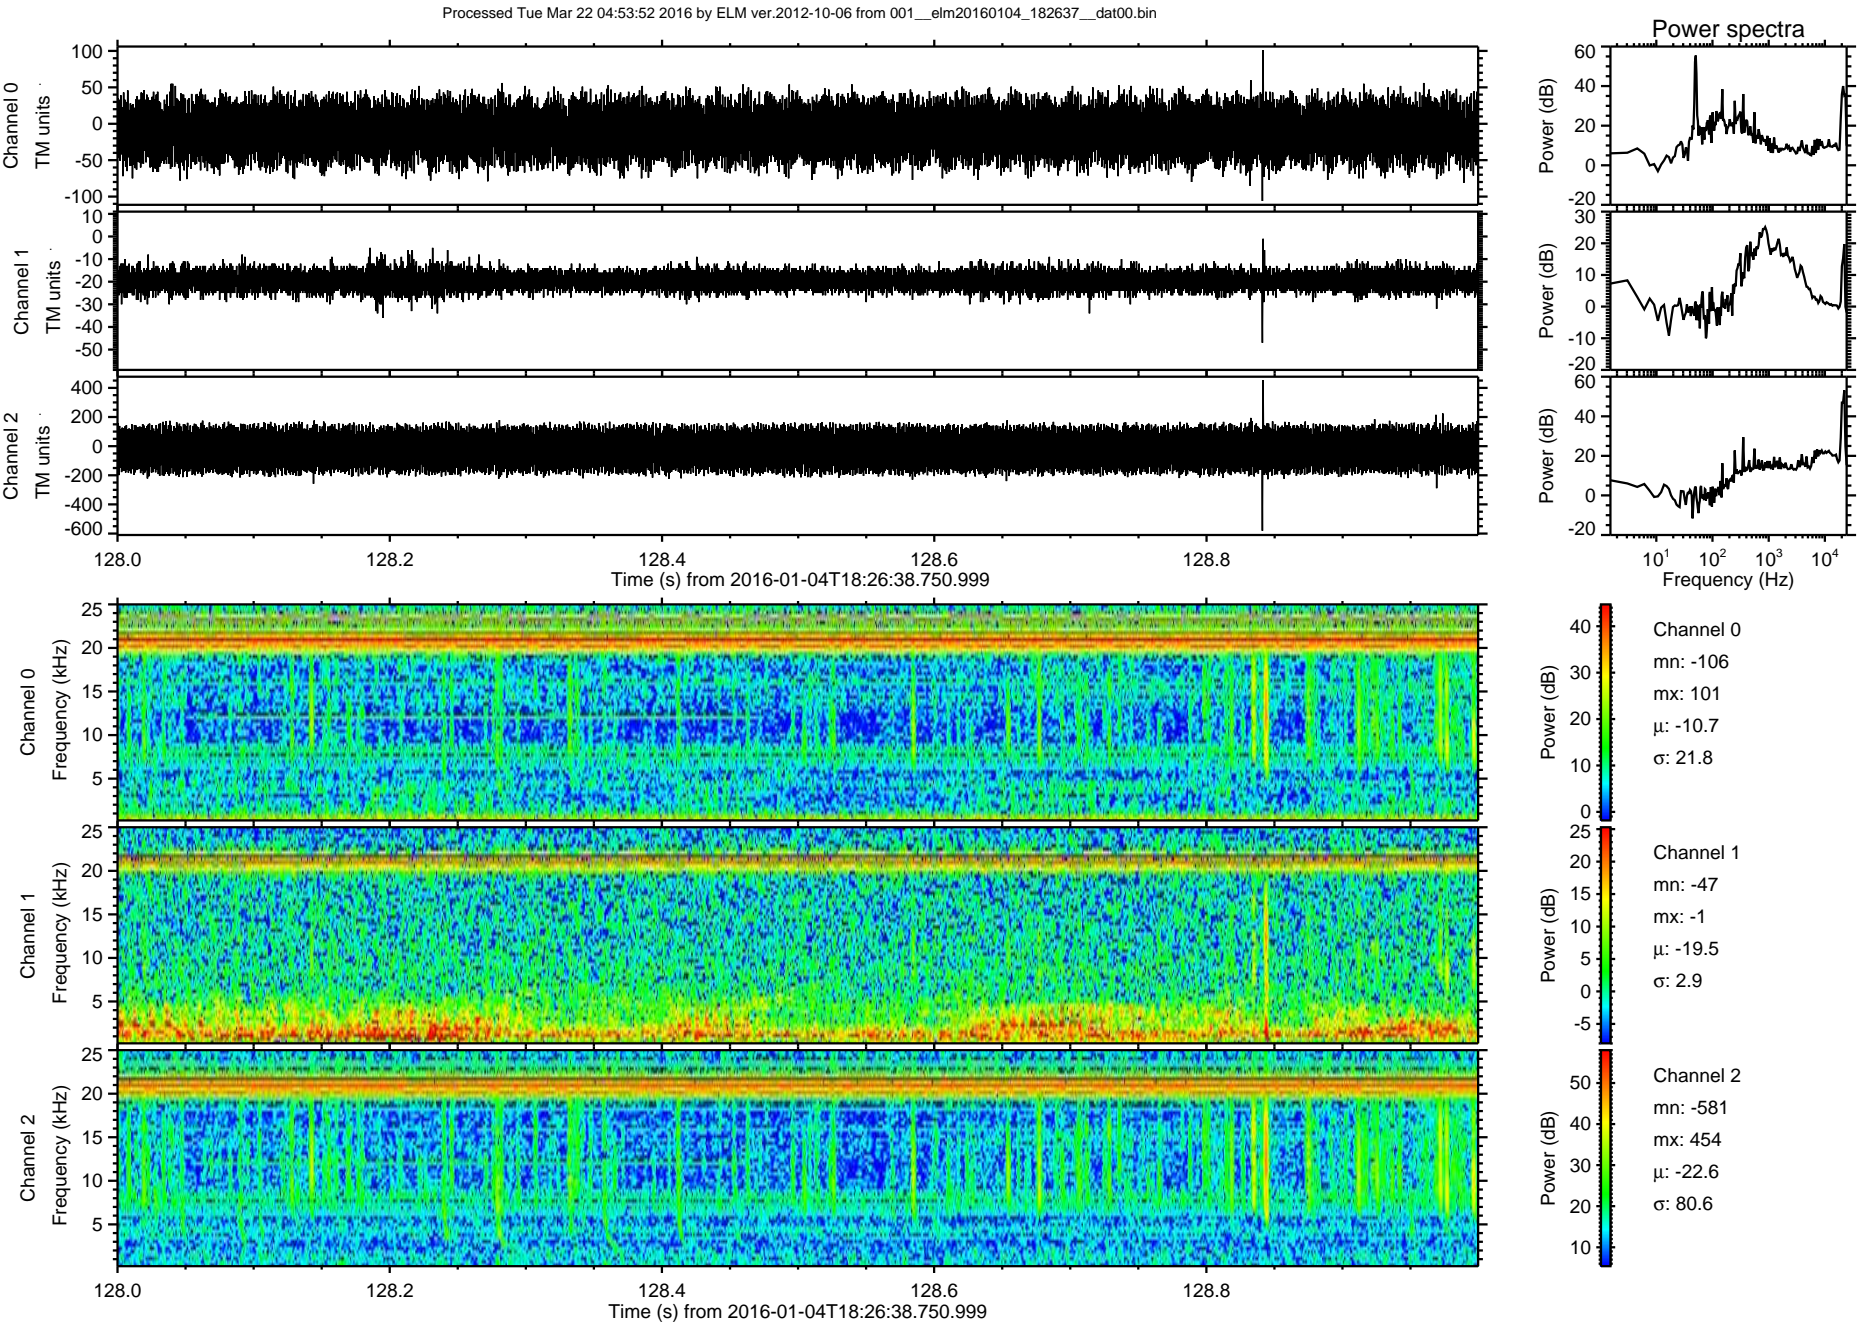 Processed Tue Mar 22 04:53:52 2016 by ELM ver.2012-10-06 from 001__elm20160104_182637__dat00.bin
Power spectra
Channel 0
TM units
100
50
0
-50
-100
Power (dB)
60
40
20
0
-20
Channel 1
TM units
10
0
-10
-20
-30
-40
-50
Power (dB)
30
20
10
0
-10
-20
Channel 2
TM units
400
200
0
-200
-400
-600
Power (dB)
60
40
20
0
-20
128.0 128.2 128.4 128.6 128.8
Time (s) from 2016-01-04T18:26:38.750.999
10^1 10^2 10^3 10^4
Frequency (Hz)
Channel 0
Frequency (kHz)
25
20
15
10
5
Power (dB)
40
30
20
10
0
Channel 0
mn: -106
mx: 101
μ: -10.7
σ: 21.8
Channel 1
Frequency (kHz)
25
20
15
10
5
Power (dB)
25
20
15
10
5
0
-5
Channel 1
mn: -47
mx: -1
μ: -19.5
σ: 2.9
Channel 2
Frequency (kHz)
25
20
15
10
5
Power (dB)
50
40
30
20
10
Channel 2
mn: -581
mx: 454
μ: -22.6
σ: 80.6
128.0 128.2 128.4 128.6 128.8
Time (s) from 2016-01-04T18:26:38.750.999